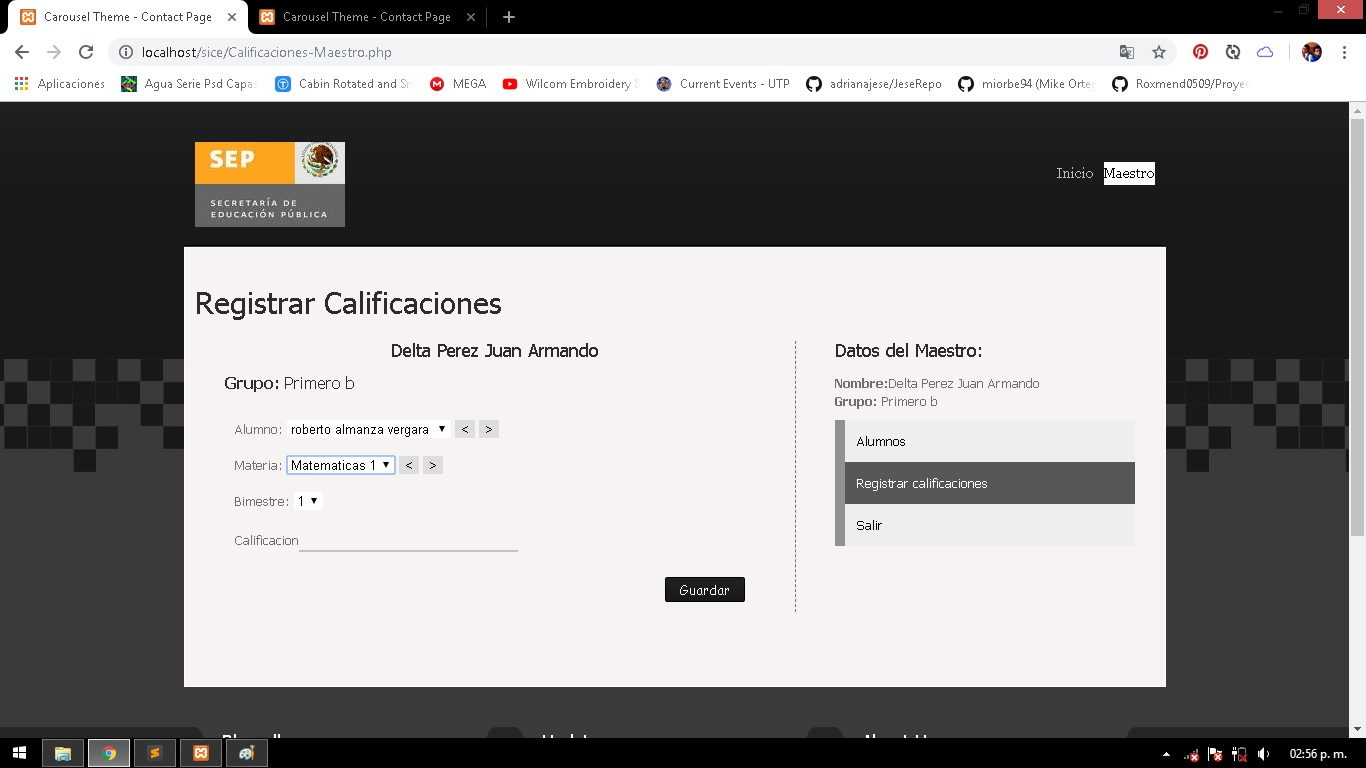 Carousel Theme - Contact Page
Carousel Theme - Contact Page
localhost/sice/Calificaciones-Maestro.php
Aplicaciones
Agua Serie Psd Capas
Cabin Rotated and
MEGA
Wilcom Embroidery
Current Events - UTP
adrianajese/JeseRepo
miorbe94 (Mike
Roxmend0509/
SEP
SECRETARÍA DE
EDUCACIÓN PÚBLICA
Inicio
Maestro
Registrar Calificaciones
Delta Perez Juan Armando
Grupo: Primero b
Alumno: roberto almanza vergara < >
Materia: Matematicas 1 < >
Bimestre: 1
Calificacion
Guardar
Datos del Maestro:
Nombre:Delta Perez Juan Armando
Grupo: Primero b
Alumnos
Registrar calificaciones
Salir
02:56 p. m.